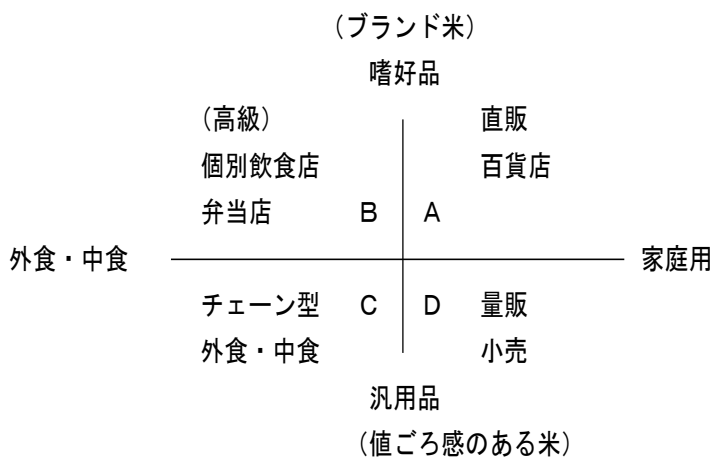 （ブランド米）
嗜好品
（高級）　直販
個別飲食店　百貨店
弁当店　B　A
外食・中食　家庭用
チェーン型　C　D　量販
外食・中食　小売
汎用品
（値ごろ感のある米）